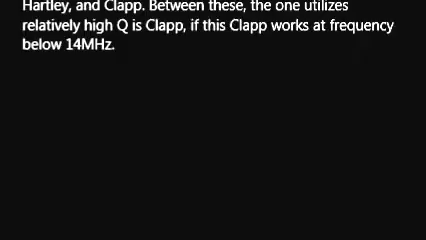 Hartley, and Clapp. Between these, the one utilizes
relatively high Q is Clapp, if this Clapp works at frequency
below 14MHz.